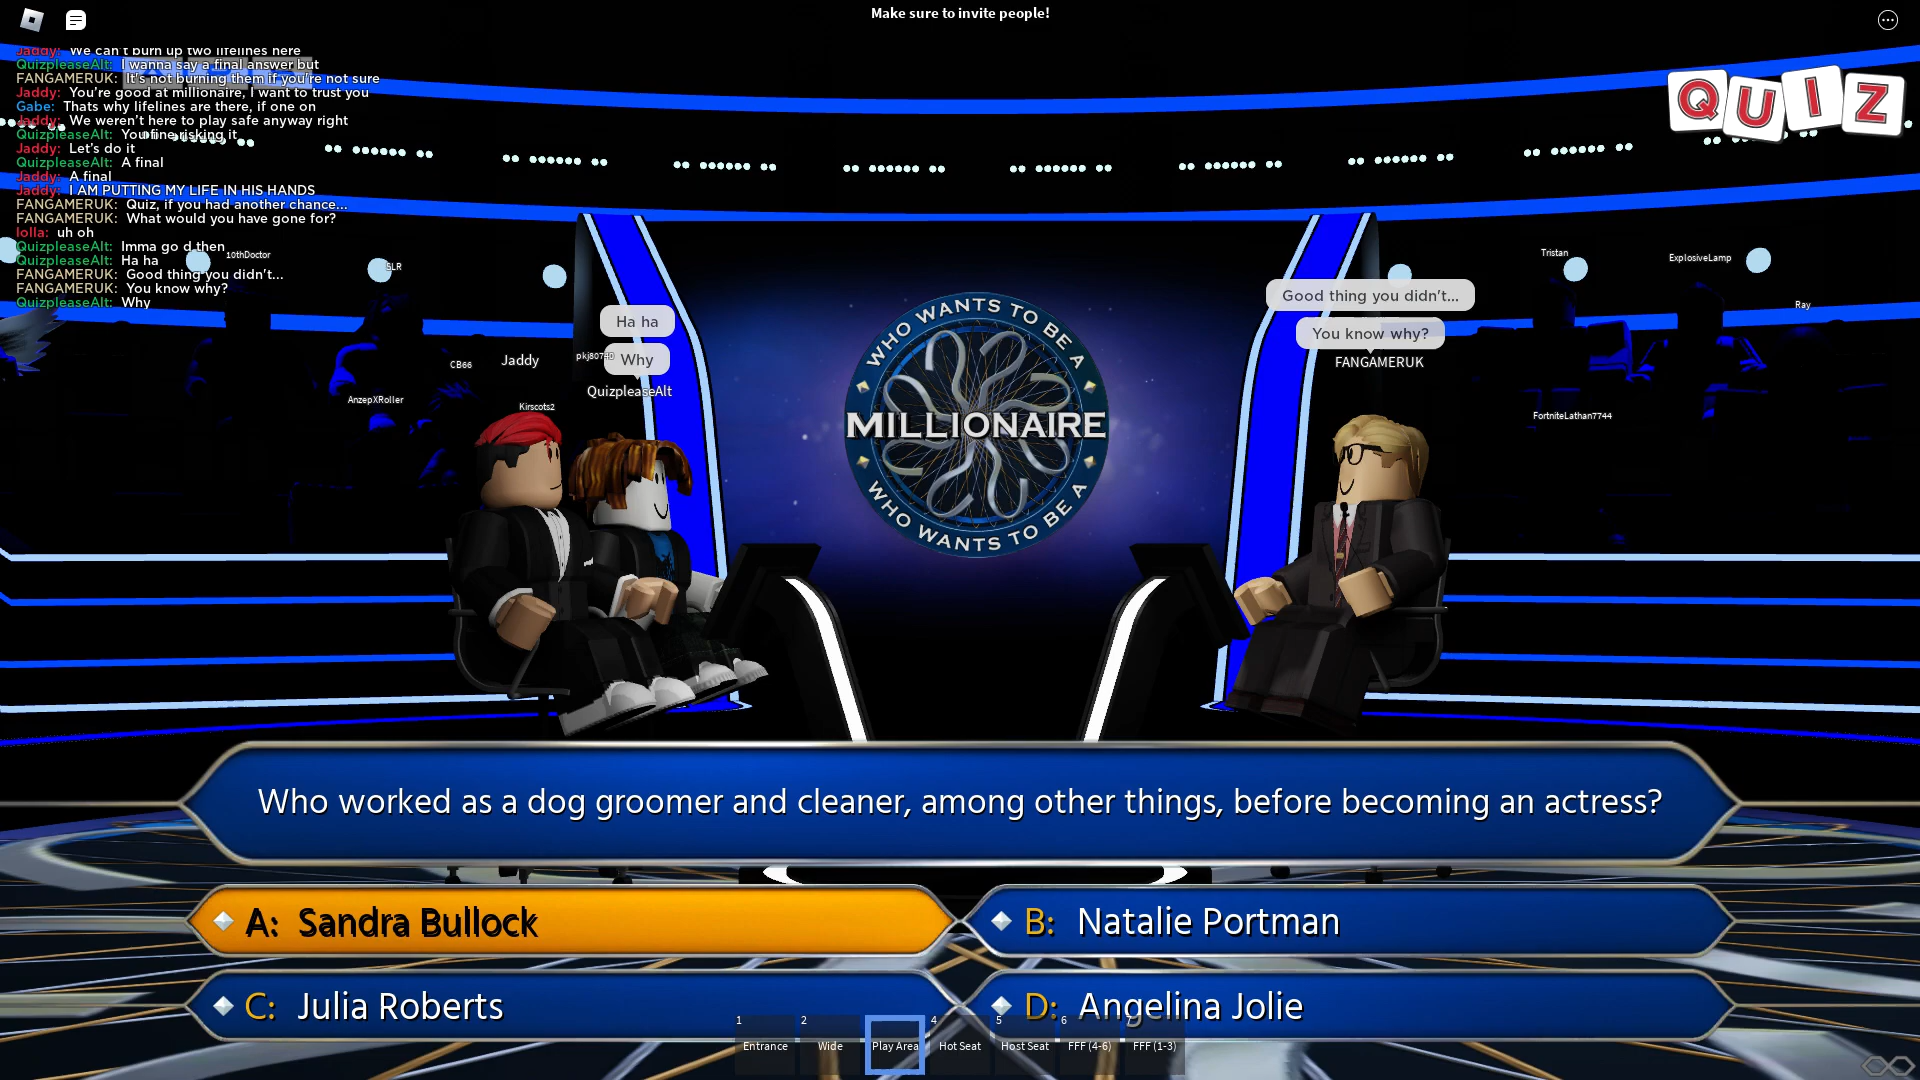 Make sure to invite people!
Jaddy: We can't burn up two lifelines here
QuizpleaseAlt: I wanna say a final answer but
FANGAMERUK: It's not burning them if you're not sure
Jaddy: You're good at millionaire, I want to trust you
Gabe: Thats why lifelines are there, if one on
Jaddy: We weren't here to play safe anyway right
QuizpleaseAlt: You fine risking it
Jaddy: Let's do it
QuizpleaseAlt: A final
Jaddy: A final
Jaddy: I AM PUTTING MY LIFE IN HIS HANDS
FANGAMERUK: Quiz, if you had another chance...
FANGAMERUK: What would you have gone for?
lolla: uh oh
QuizpleaseAlt: Imma go d then
QuizpleaseAlt: Ha ha
FANGAMERUK: Good thing you didn't...
FANGAMERUK: You know why?
QuizpleaseAlt: Why
QUIZ
10thDoctor
SLR
Tristan
ExplosiveLamp
Ray
Ha ha
Why
Good thing you didn't...
You know why?
FANGAMERUK
CB66
Jaddy
QuizpleaseAlt
AnzepXRoller
Kirscots2
FortniteLathan7744
WHO WANTS TO BE A
MILLIONAIRE
WHO WANTS TO BE A
Who worked as a dog groomer and cleaner, among other things, before becoming an actress?
A: Sandra Bullock
B: Natalie Portman
C: Julia Roberts
D: Angelina Jolie
1 Entrance
2 Wide
Play Area
4 Hot Seat
5 Host Seat
6 FFF (4-6)
7 FFF (1-3)